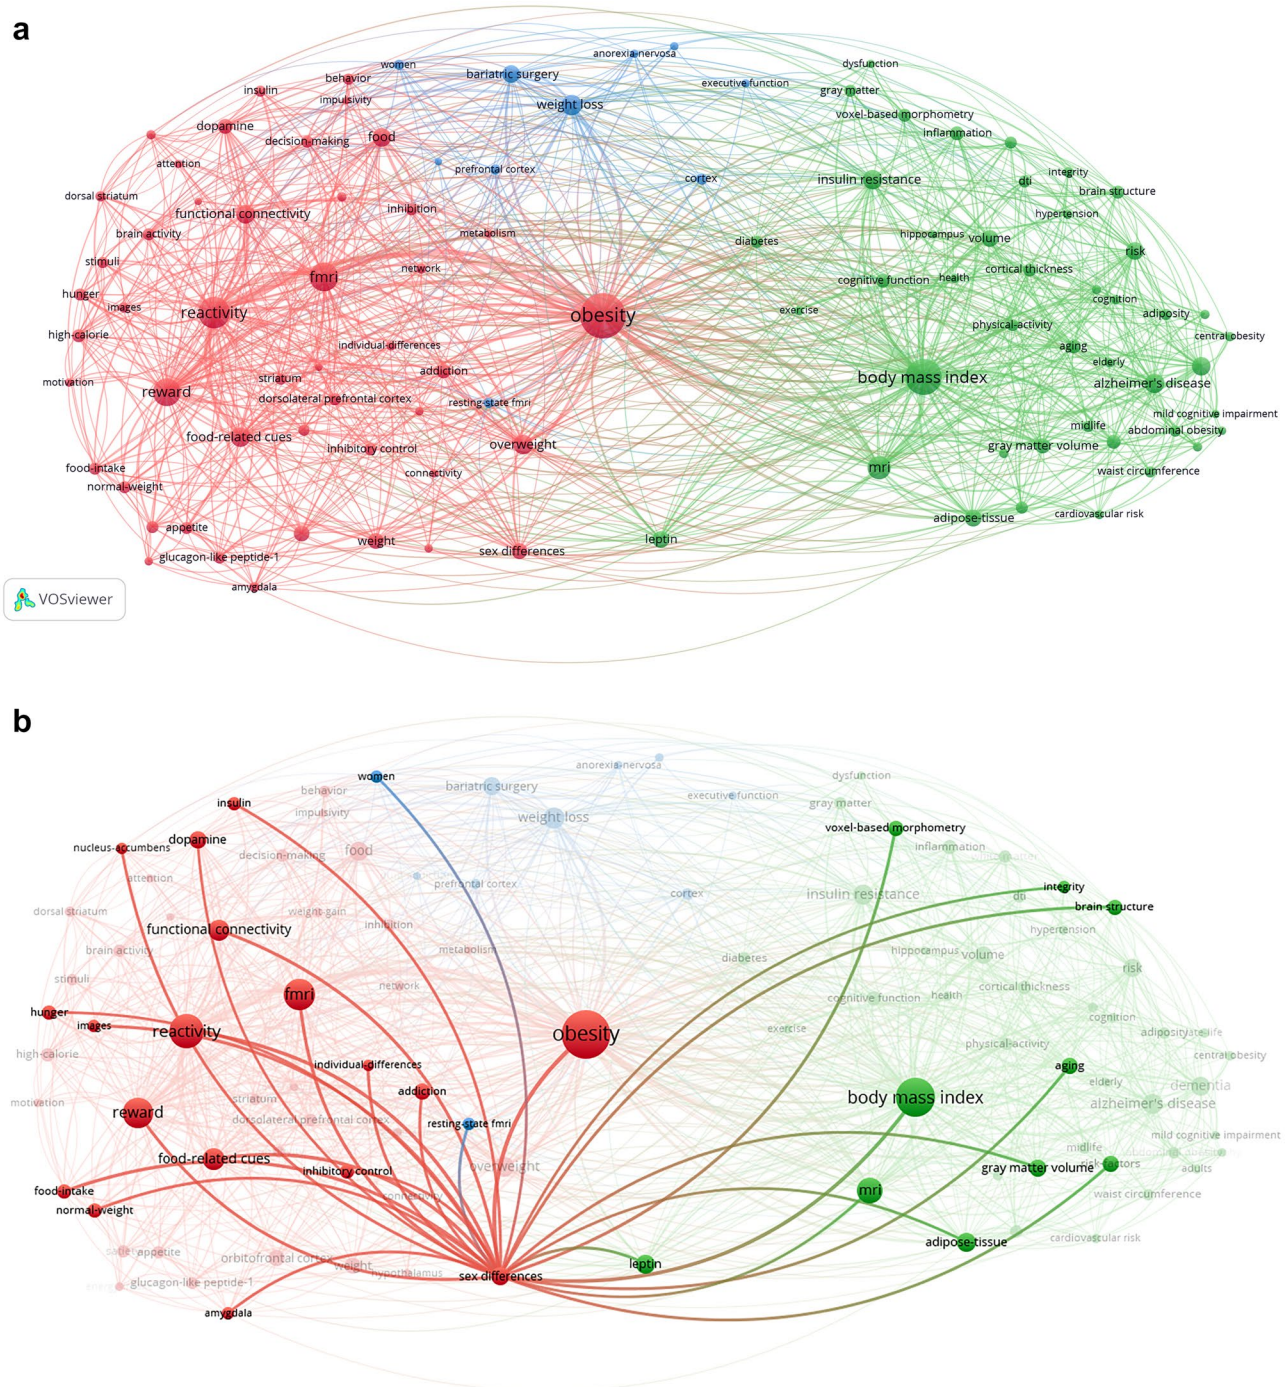 a
women
anorexia-nervosa
bariatric surgery
dysfunction
behavior
executive function
insulin
impulsivity
weight loss
gray matter
voxel-based morphometry
dopamine
decision-making
food
inflammation
attention
prefrontal cortex
cortex
insulin resistance
dti
integrity
dorsal striatum
brain structure
functional connectivity
inhibition
hypertension
brain activity
metabolism
diabetes
hippocampus
volume
stimuli
network
risk
fmri
cognitive function
health
cortical thickness
hunger
images
reactivity
obesity
exercise
cognition
adiposity
high-calorie
individual-differences
physical-activity
central obesity
aging
motivation
striatum
addiction
elderly
reward
body mass index
alzheimer's disease
dorsolateral prefrontal cortex
resting-state fmri
mild cognitive impairment
food-related cues
overweight
midlife
abdominal obesity
inhibitory control
gray matter volume
food-intake
connectivity
mri
waist circumference
normal-weight
appetite
weight
sex differences
leptin
adipose-tissue
cardiovascular risk
glucagon-like peptide-1
amygdala
VOSviewer
b
women
anorexia-nervosa
bariatric surgery
dysfunction
behavior
executive function
insulin
impulsivity
weight loss
gray matter
voxel-based morphometry
dopamine
nucleus-accumbens
decision-making
food
inflammation
attention
prefrontal cortex
cortex
insulin resistance
dti
integrity
dorsal striatum
weight-gain
brain structure
functional connectivity
inhibition
hypertension
brain activity
metabolism
diabetes
hippocampus
volume
stimuli
network
risk
fmri
cognitive function
health
cortical thickness
hunger
images
reactivity
obesity
exercise
cognition
adiposity
high-calorie
individual-differences
physical-activity
central obesity
aging
motivation
striatum
addiction
elderly
dementia
reward
body mass index
alzheimer's disease
dorsolateral prefrontal cortex
resting-state fmri
mild cognitive impairment
food-related cues
overweight
midlife
inhibitory control
gray matter volume
risk-factors
adults
food-intake
connectivity
mri
waist circumference
normal-weight
appetite
orbitofrontal cortex
weight
hypothalamus
sex differences
leptin
adipose-tissue
cardiovascular risk
glucagon-like peptide-1
amygdala